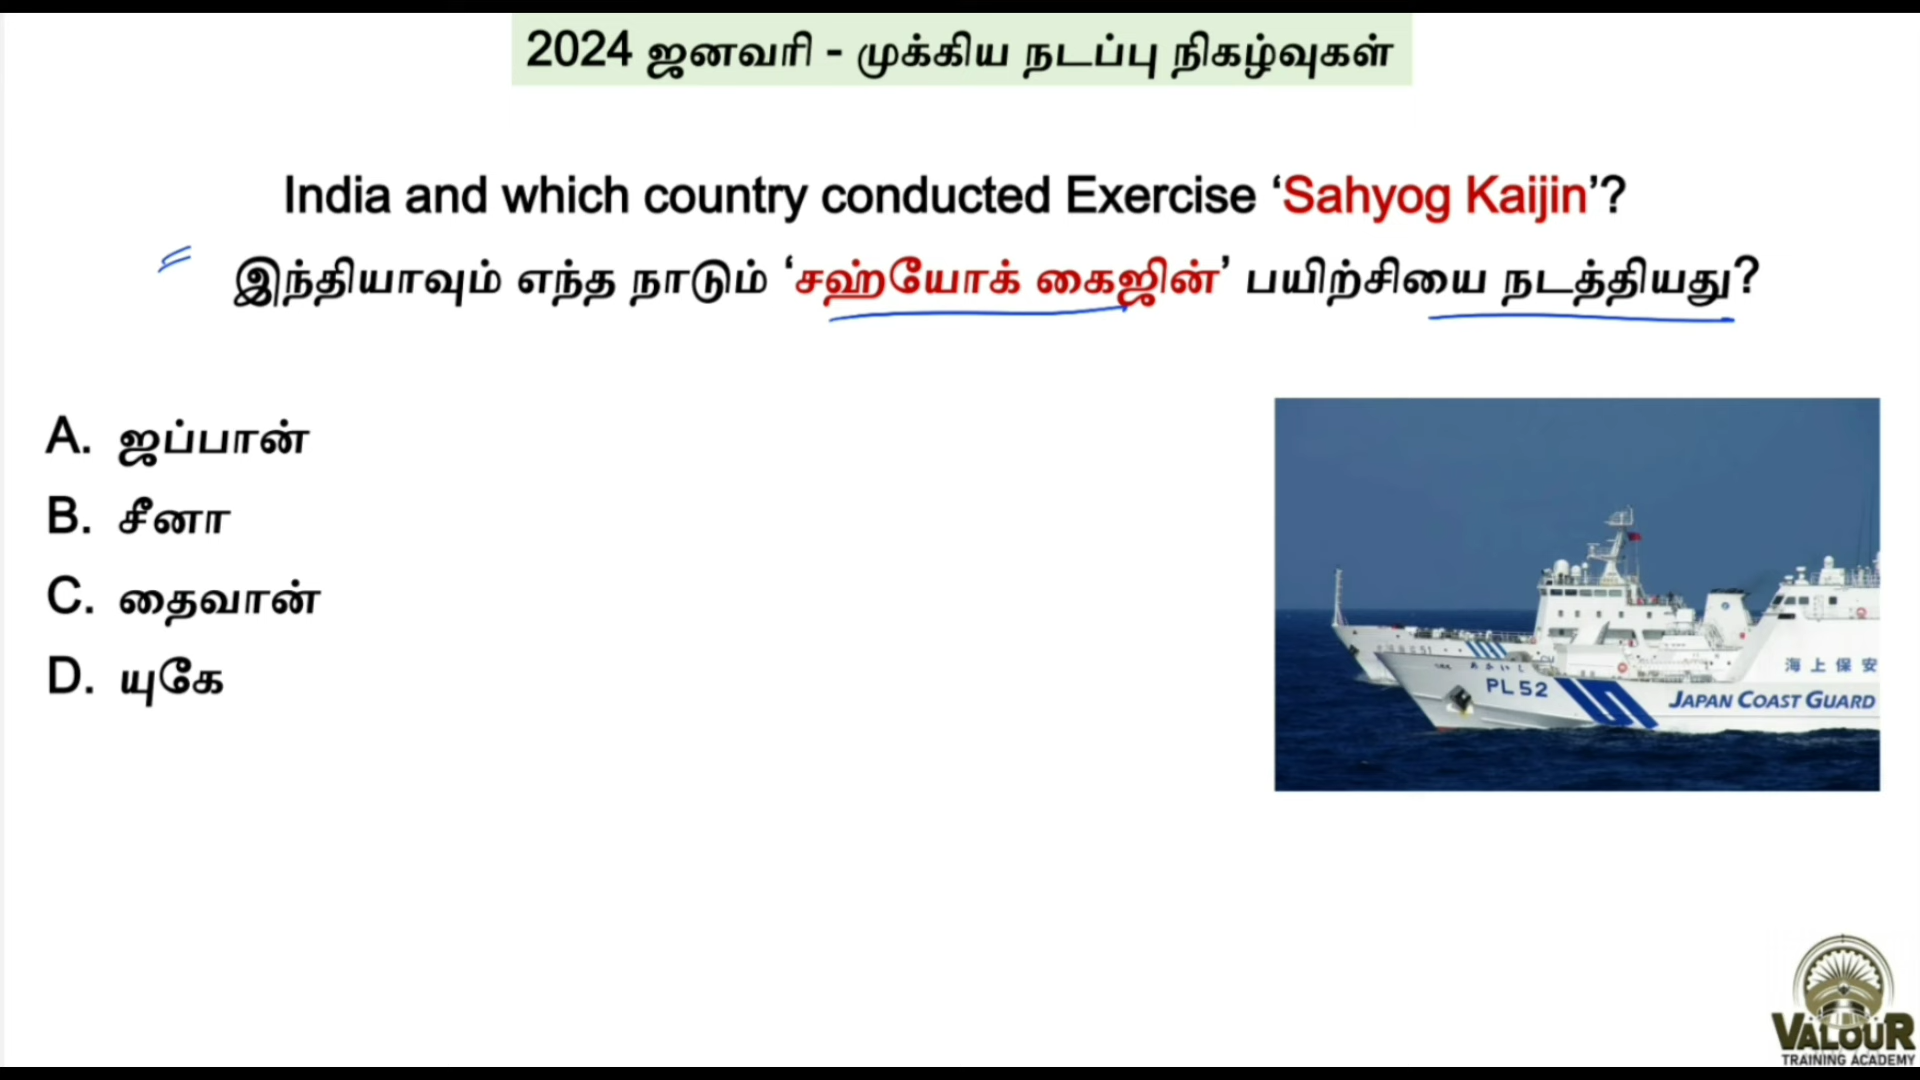 2024 ஜனவரி - முக்கிய நடப்பு நிகழ்வுகள்
India and which country conducted Exercise ‘Sahyog Kaijin’?
இந்தியாவும் எந்த நாடும் ‘சஹ்யோக் கைஜின்’ பயிற்சியை நடத்தியது?
A. ஜப்பான்
B. சீனா
C. தைவான்
D. யுகே
海上保安
PL 52
JAPAN COAST GUARD
VALOUR
TRAINING ACADEMY